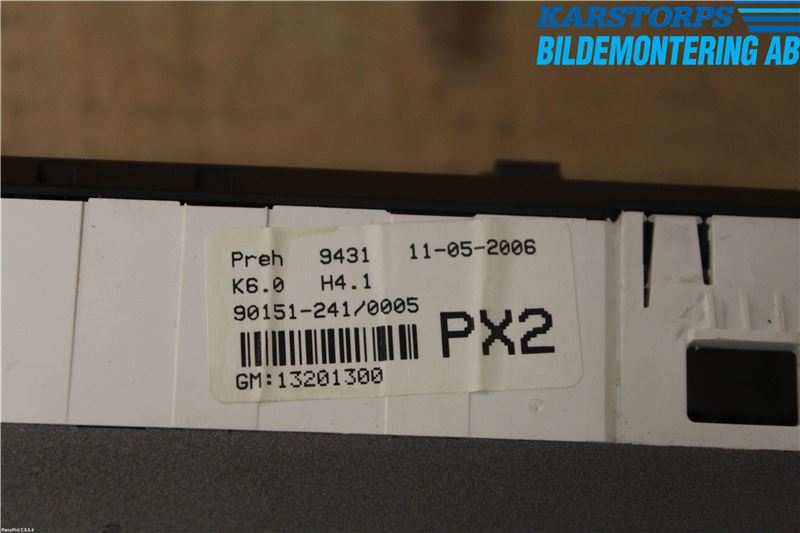 KARSTORPS
BILDEMONTERING AB
Preh 9431 11-05-2006
K6.0 H4.1
90151-241/0005
PX2
GM:13201300